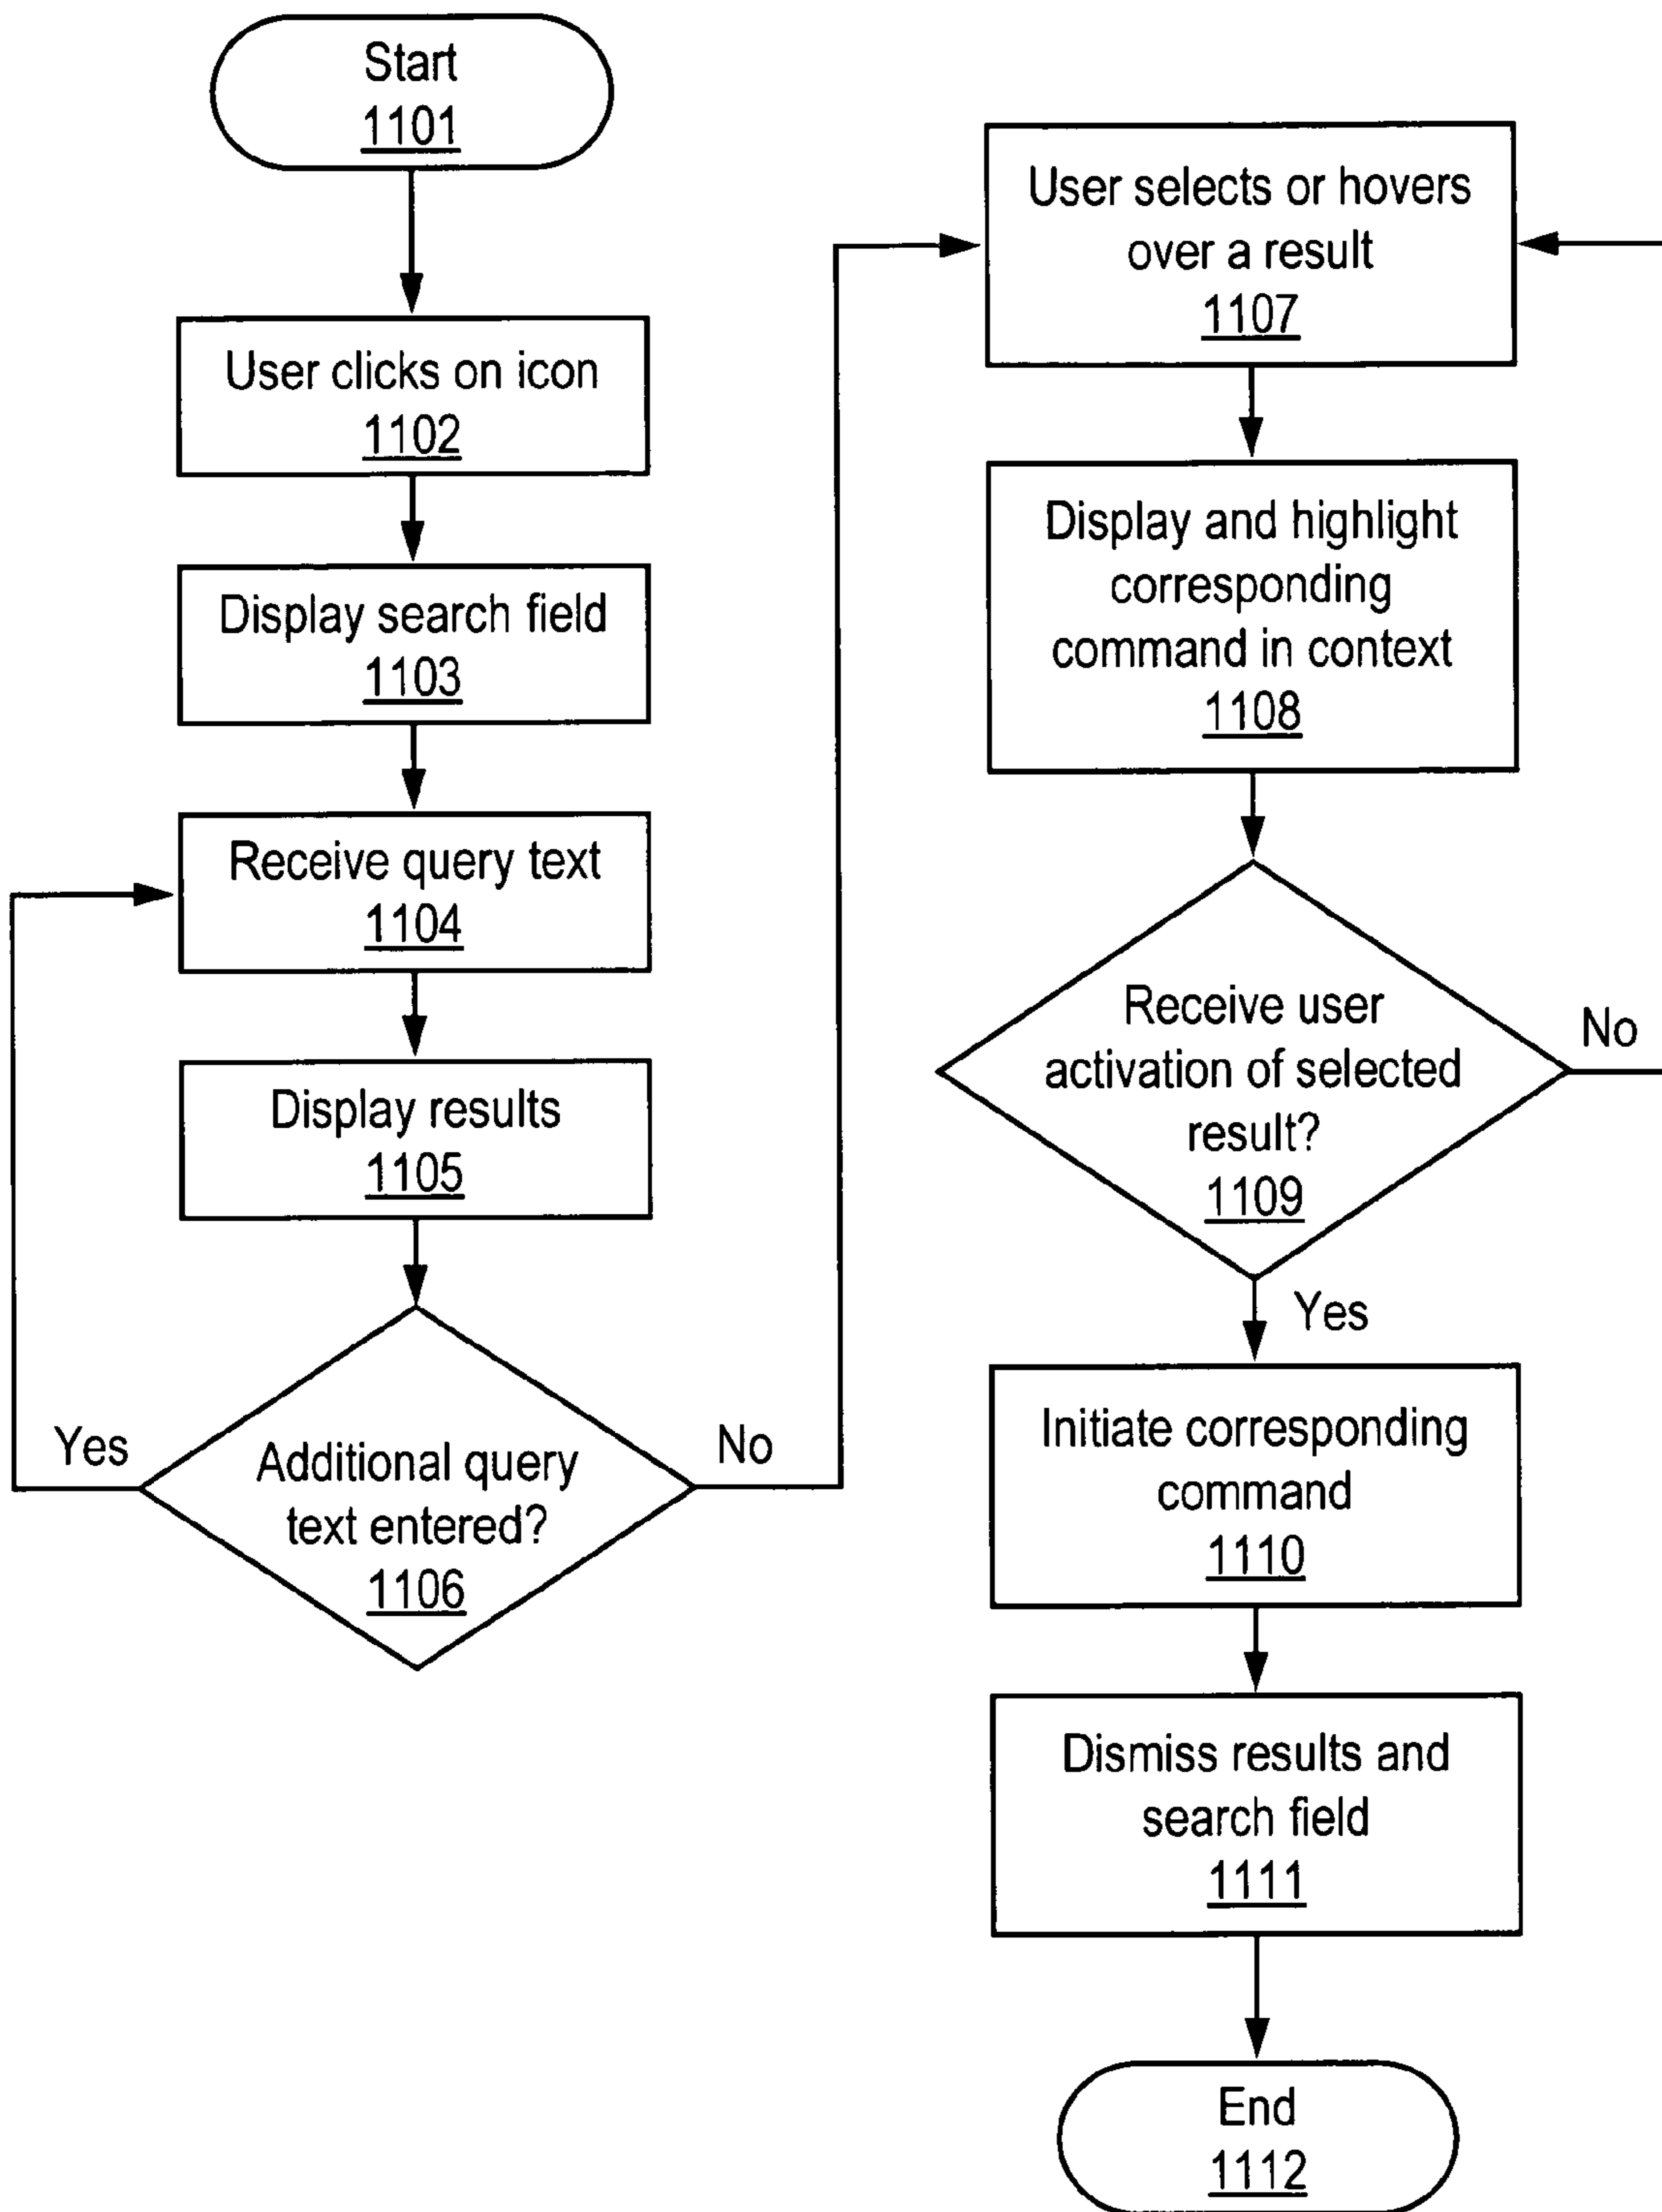 Start
1101
User clicks on icon
1102
Display search field
1103
Receive query text
1104
Display results
1105
Yes
No
Additional query
text entered?
1106
User selects or hovers
over a result
1107
Display and highlight
corresponding
command in context
1108
Receive user
activation of selected
result?
1109
No
Yes
Initiate corresponding
command
1110
Dismiss results and
search field
1111
End
1112